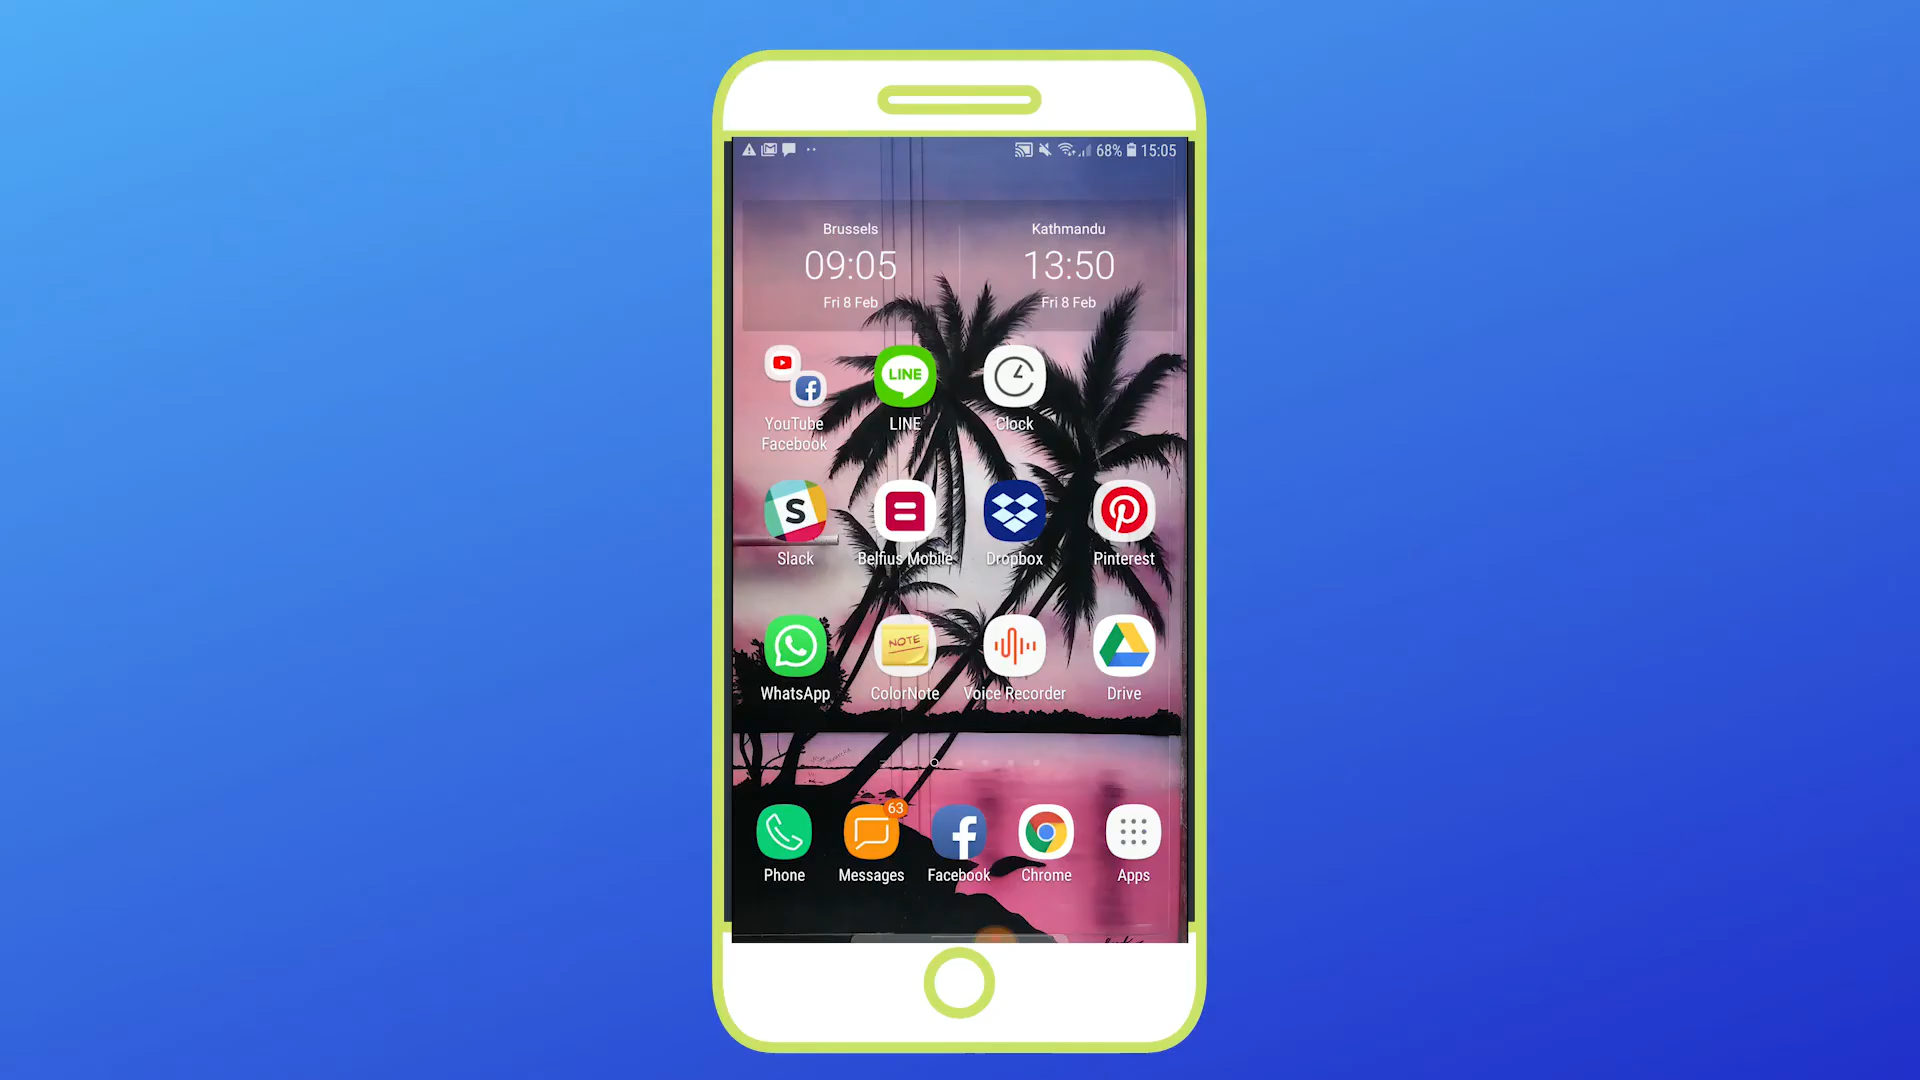 68% 15:05
Brussels Kathmandu
09:05 13:50
Fri 8 Feb Fri 8 Feb
LINE
YouTube LINE Clock
Facebook
S
Slack Belfius Mobile Dropbox Pinterest
NOTE
WhatsApp ColorNote Voice Recorder Drive
63
Phone Messages Facebook Chrome Apps